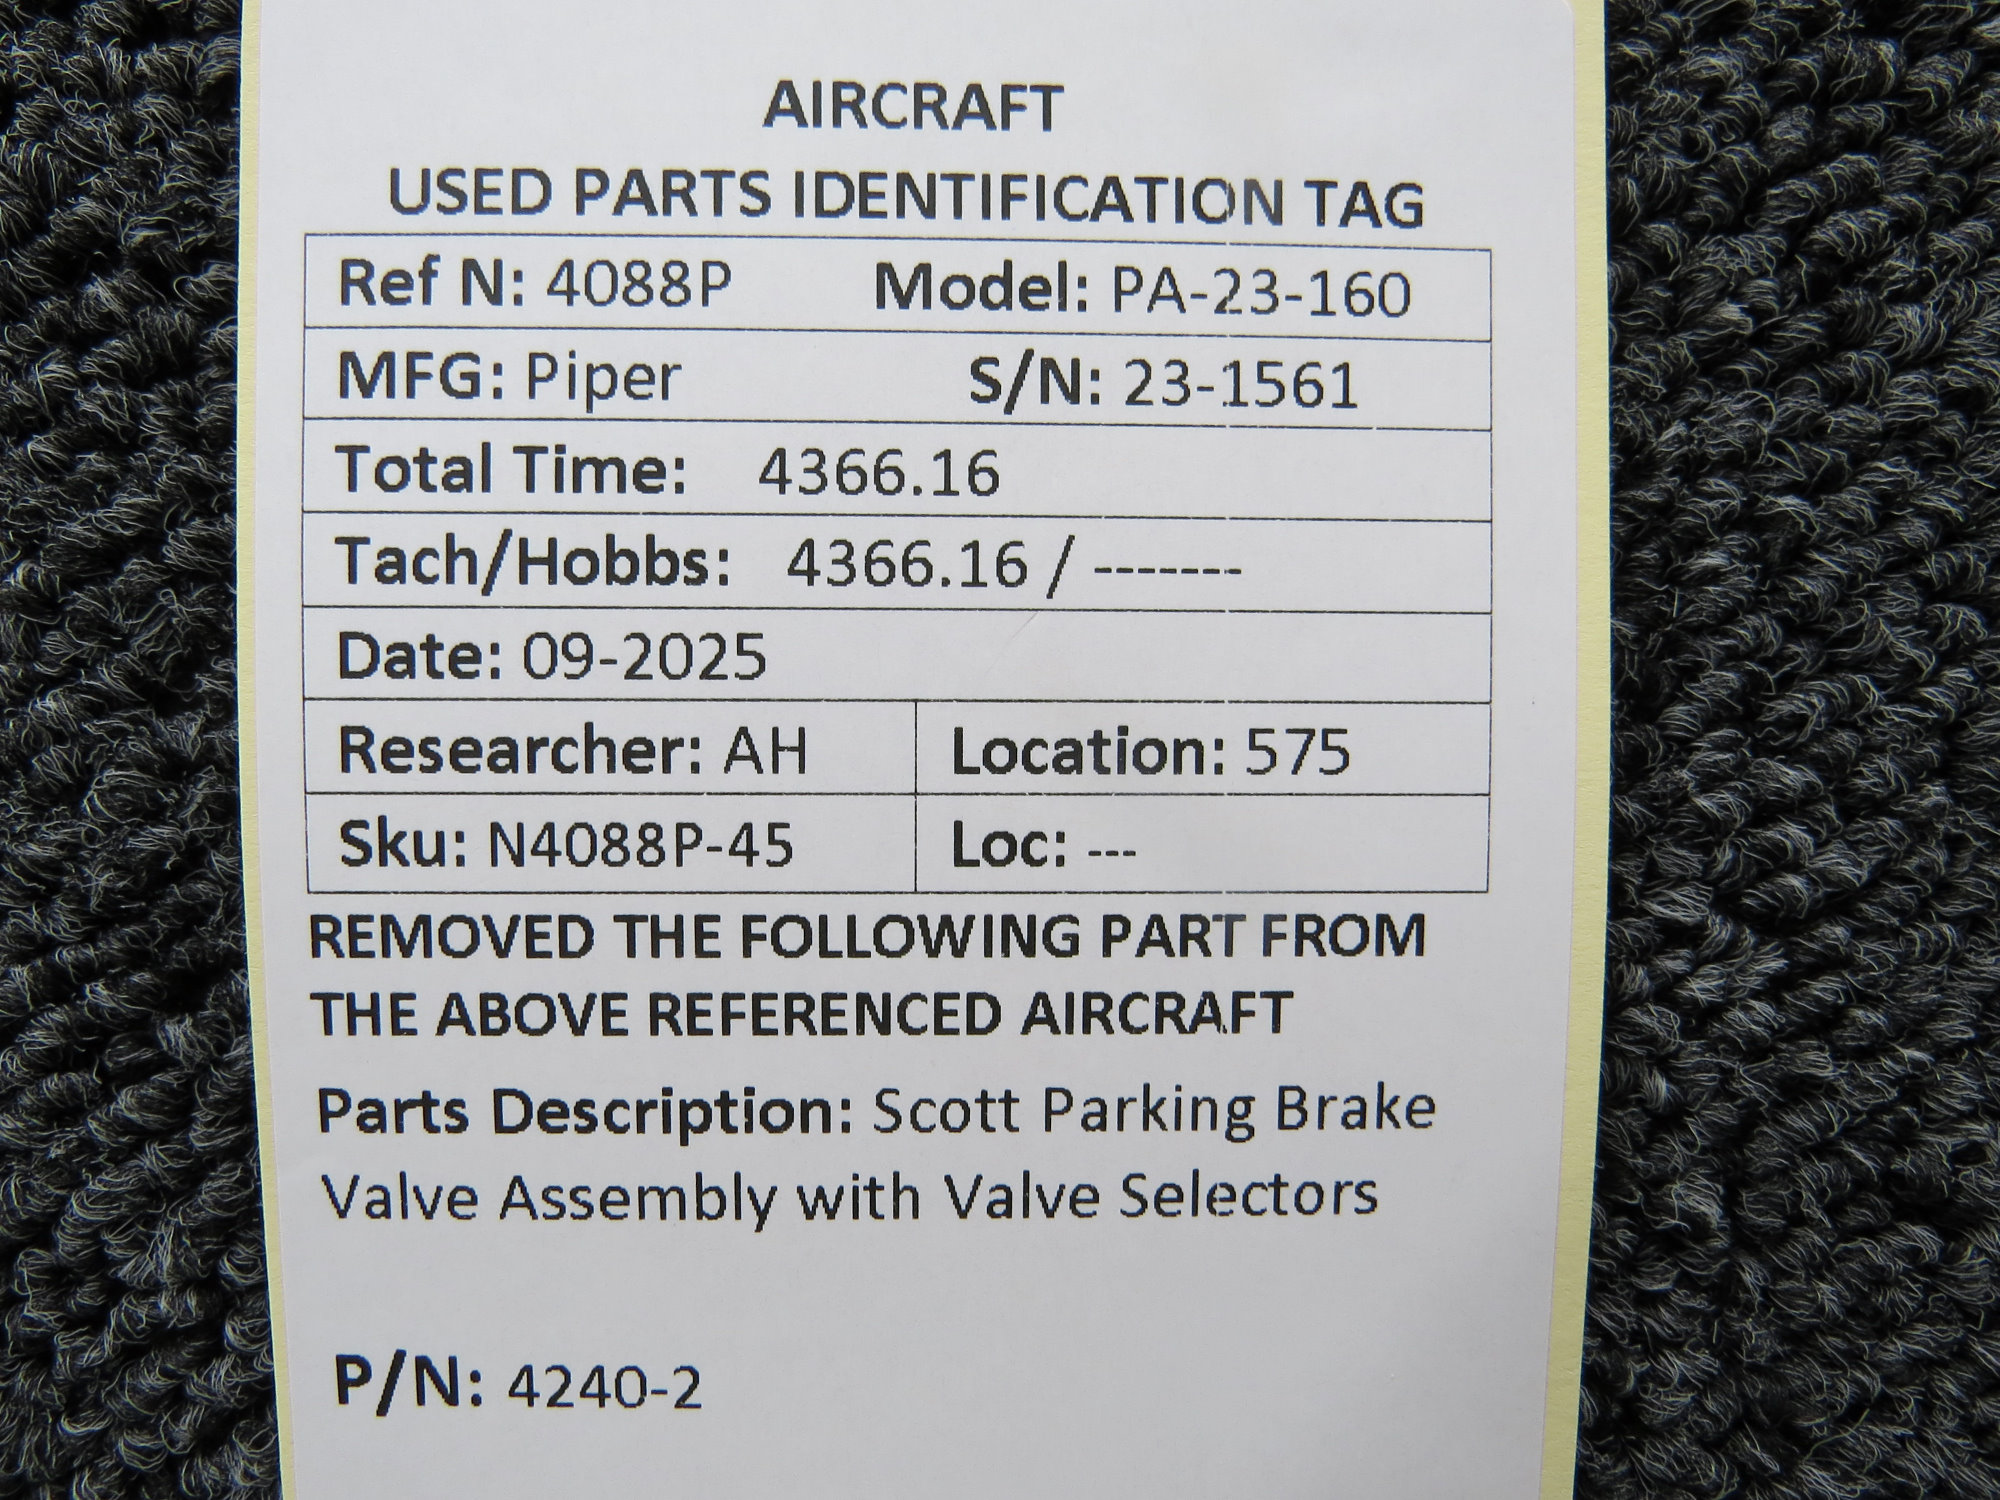 AIRCRAFT
USED PARTS IDENTIFICATION TAG
Ref N: 4088P Model: PA-23-160
MFG: Piper S/N: 23-1561
Total Time: 4366.16
Tach/Hobbs: 4366.16 / -------
Date: 09-2025
Researcher: AH Location: 575
Sku: N4088P-45 Loc: ---
REMOVED THE FOLLOWING PART FROM
THE ABOVE REFERENCED AIRCRAFT
Parts Description: Scott Parking Brake
Valve Assembly with Valve Selectors
P/N: 4240-2